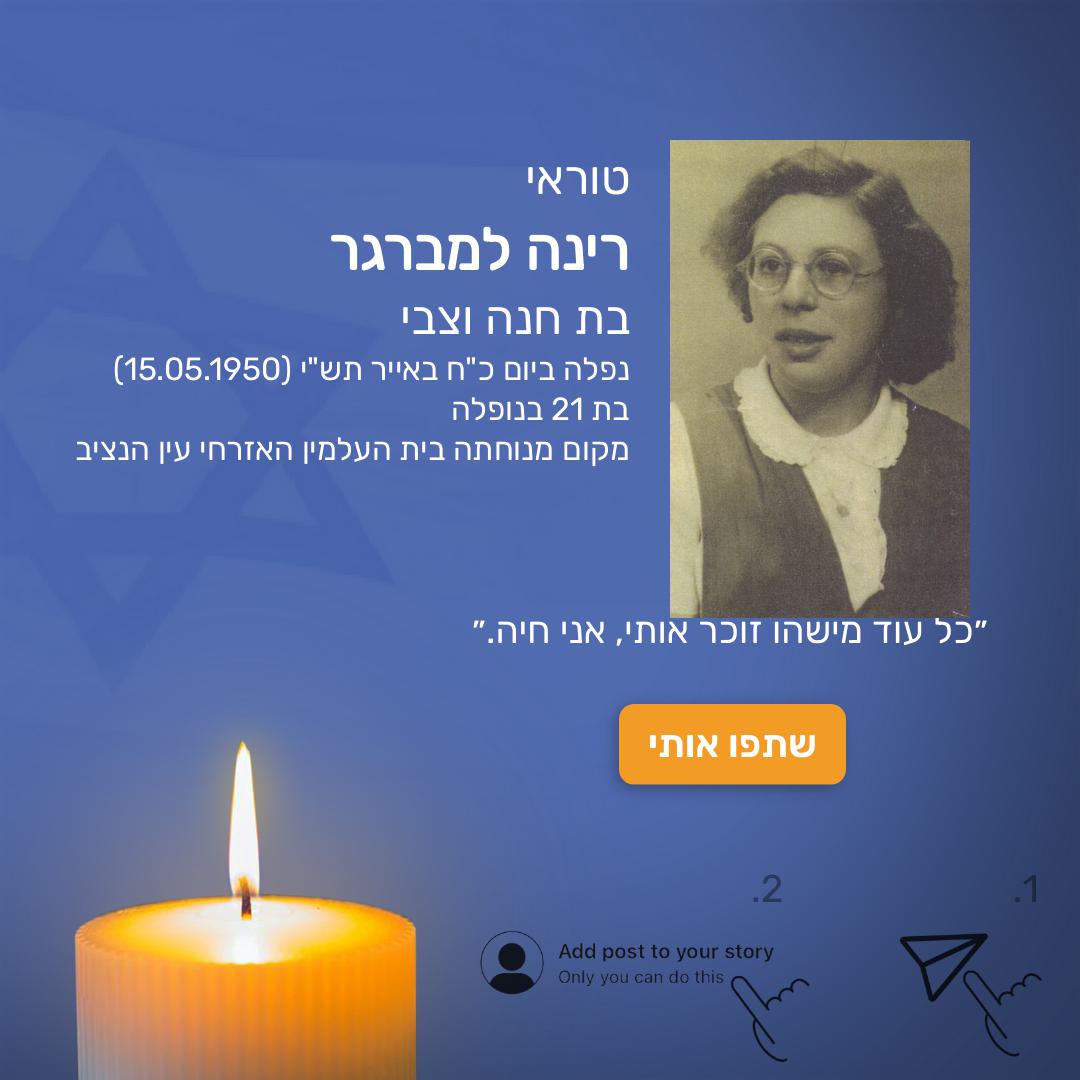 טוראי
רינה למברגר
בת חנה וצבי
נפלה ביום כ"ח באייר תש"י (15.05.1950)
בת 21 בנופלה
מקום מנוחתה בית העלמין האזרחי עין הנציב
״כל עוד מישהו זוכר אותי, אני חיה.״
שתפו אותי
1.
2.
Add post to your story
Only you can do this